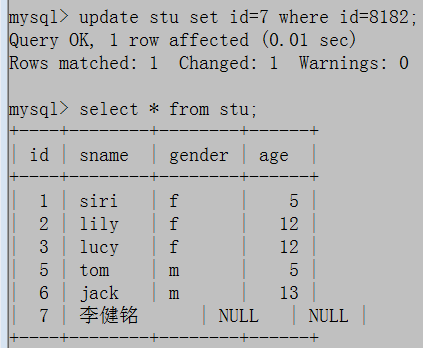 mysql> update stu set id=7 where id=8182;
Query OK, 1 row affected (0.01 sec)
Rows matched: 1  Changed: 1  Warnings: 0

mysql> select * from stu;
+----+--------+--------+------+
| id | sname  | gender | age  |
+----+--------+--------+------+
|  1 | siri   | f      |    5 |
|  2 | lily   | f      |   12 |
|  3 | lucy   | f      |   12 |
|  5 | tom    | m      |    5 |
|  6 | jack   | m      |   13 |
|  7 | 李健铭      | NULL   | NULL |
+----+--------+--------+------+